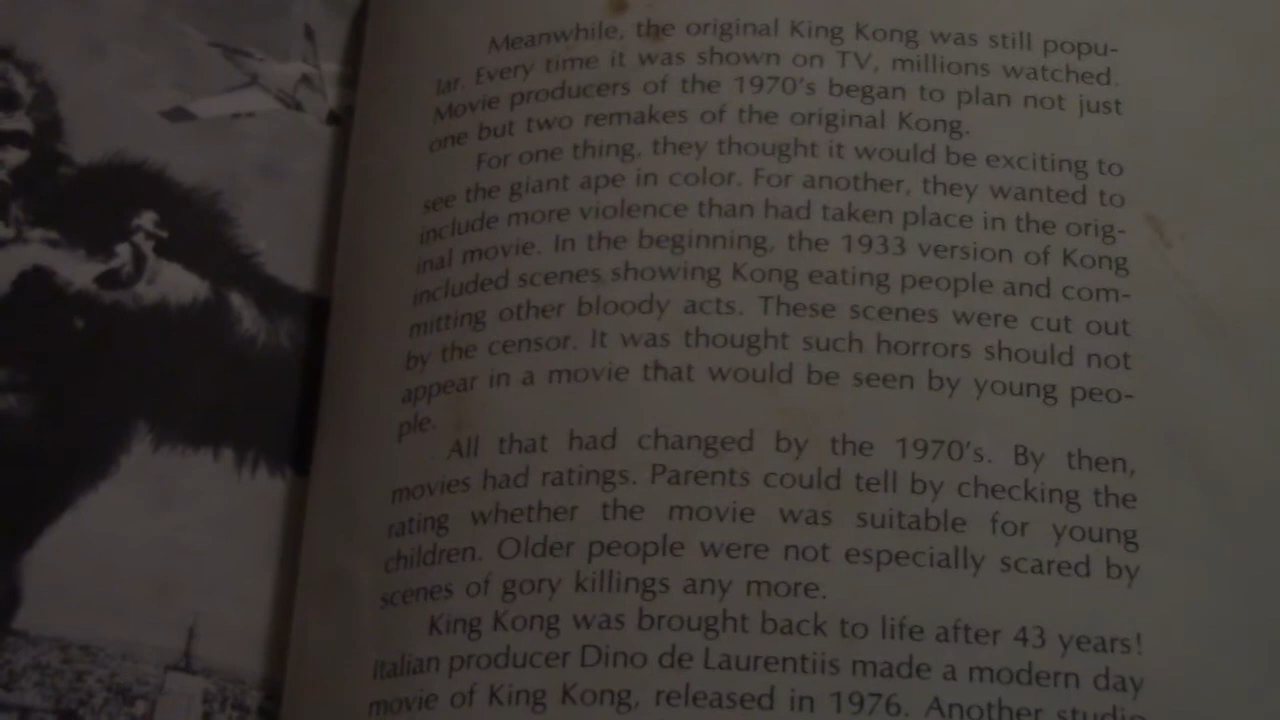 Meanwhile, the original King Kong was still popu-
lar. Every time it was shown on TV, millions watched.
Movie producers of the 1970's began to plan not just
one but two remakes of the original Kong.
For one thing, they thought it would be exciting to
see the giant ape in color. For another, they wanted to
include more violence than had taken place in the orig-
inal movie. In the beginning, the 1933 version of Kong
included scenes showing Kong eating people and com-
mitting other bloody acts. These scenes were cut out
by the censor. It was thought such horrors should not
appear in a movie that would be seen by young peo-
ple.
All that had changed by the 1970's. By then,
movies had ratings. Parents could tell by checking the
rating whether the movie was suitable for young
children. Older people were not especially scared by
scenes of gory killings any more.
King Kong was brought back to life after 43 years!
Italian producer Dino de Laurentiis made a modern day
movie of King Kong, released in 1976. Another studio